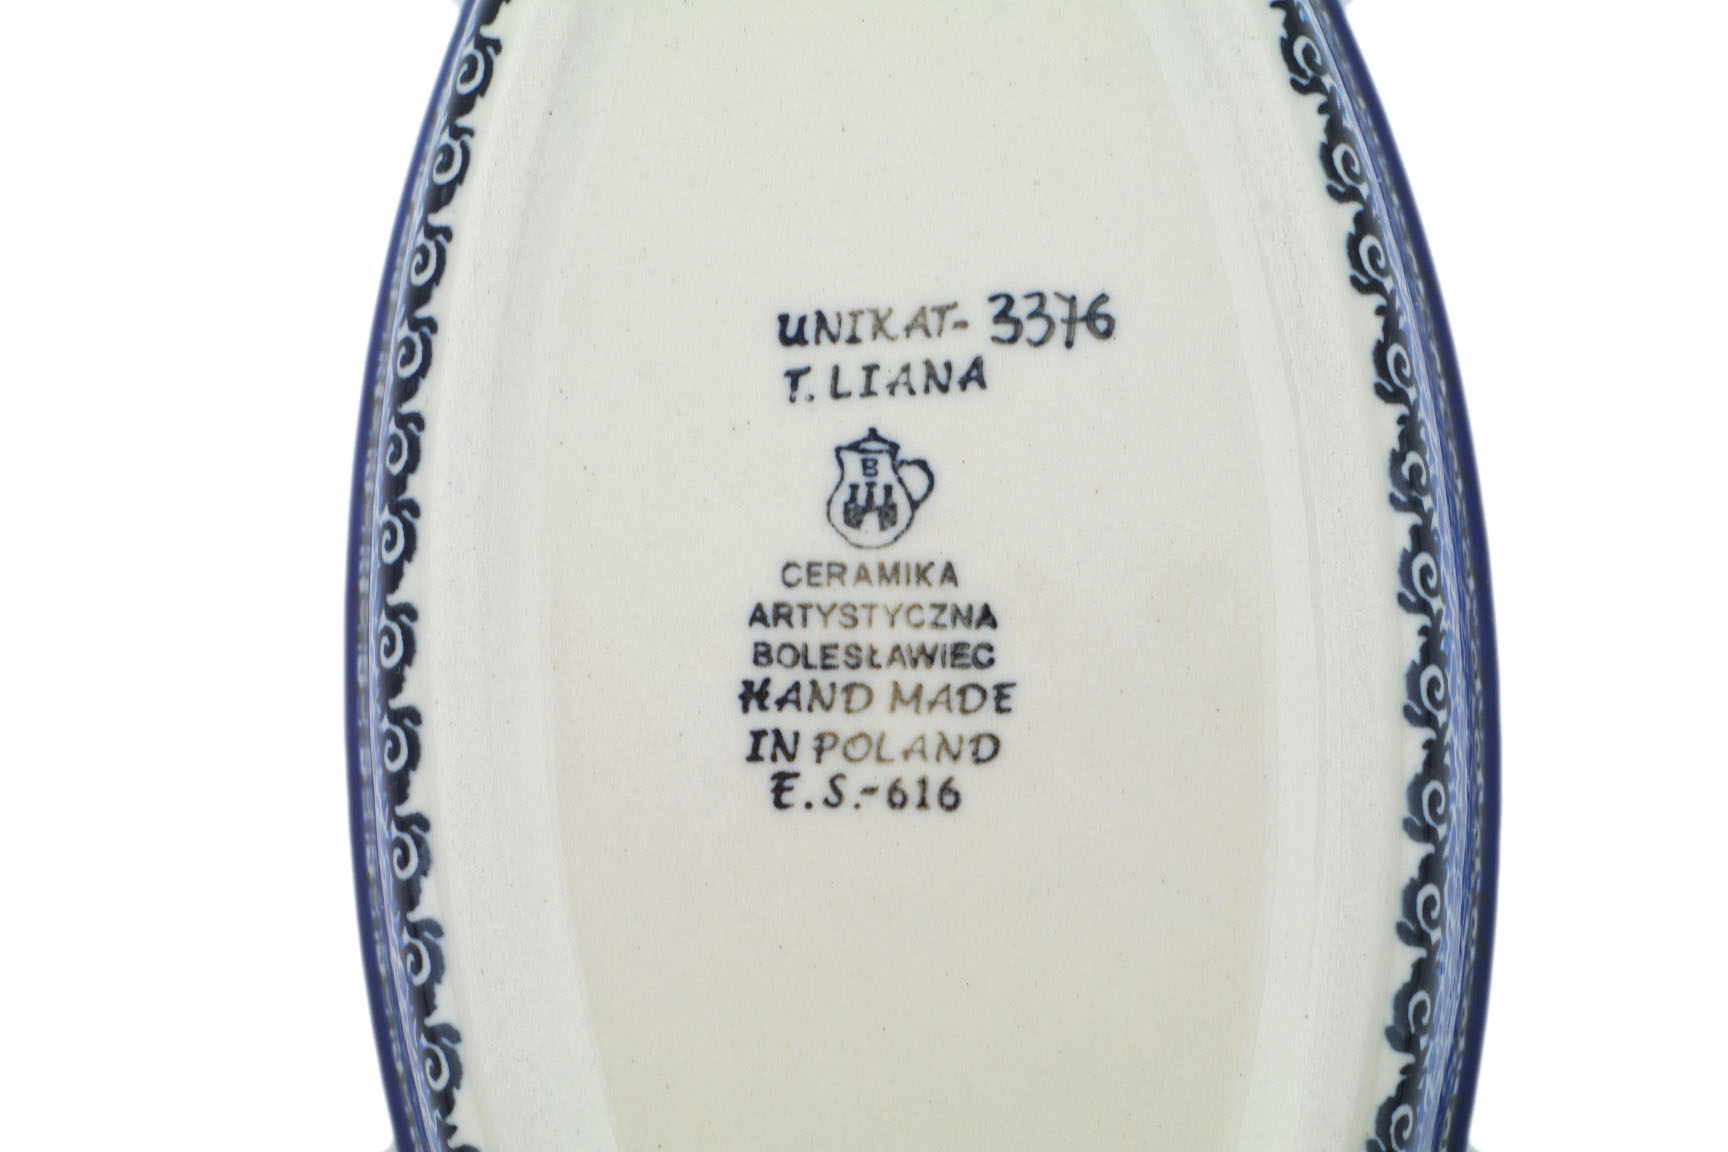 UNIKAT-3376
T. LIANA
B
CERAMIKA
ARTYSTYCZNA
BOLESŁAWIEC
HAND MADE
IN POLAND
E.S.-616